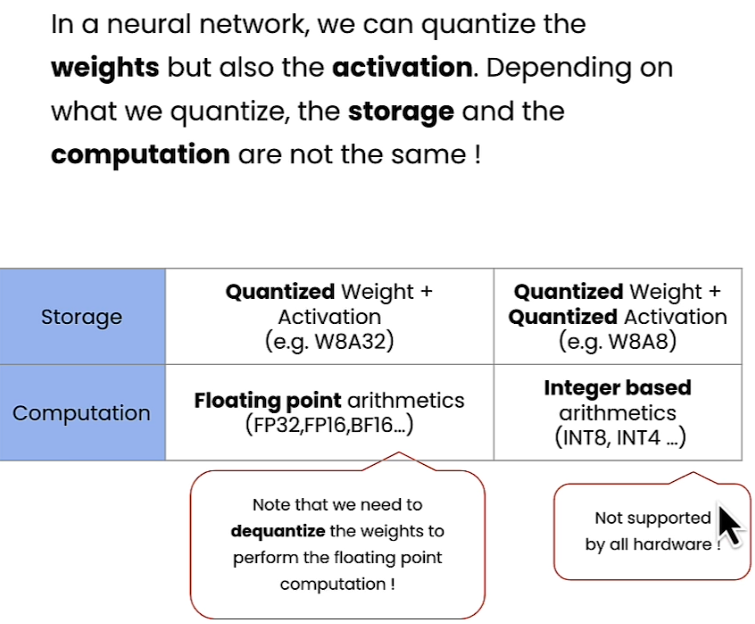 In a neural network, we can quantize the
weights but also the activation. Depending on
what we quantize, the storage and the
computation are not the same !
Storage
Quantized Weight +
Activation
(e.g. W8A32)
Quantized Weight +
Quantized Activation
(e.g. W8A8)
Computation
Floating point arithmetics
(FP32,FP16,BF16...)
Integer based
arithmetics
(INT8, INT4 ...)
Note that we need to
dequantize the weights to
perform the floating point
computation !
Not supported
by all hardware !